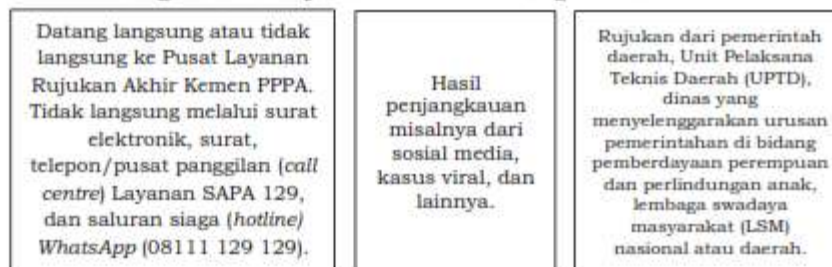 Datang langsung atau tidak
langsung ke Pusat Layanan
Rujukan Akhir Kemen PPPA.
Tidak langsung melalui surat
elektronik, surat,
telepon/pusat panggilan (call
centre) Layanan SAPA 129,
dan saluran siaga (hotline)
WhatsApp (08111 129 129).
Hasil
penjangkauan
misalnya dari
sosial media,
kasus viral, dan
lainnya.
Rujukan dari pemerintah
daerah, Unit Pelaksana
Teknis Daerah (UPTD),
dinas yang
menyelenggarakan urusan
pemerintahan di bidang
pemberdayaan perempuan
dan perlindungan anak,
lembaga swadaya
masyarakat (LSM)
nasional atau daerah.